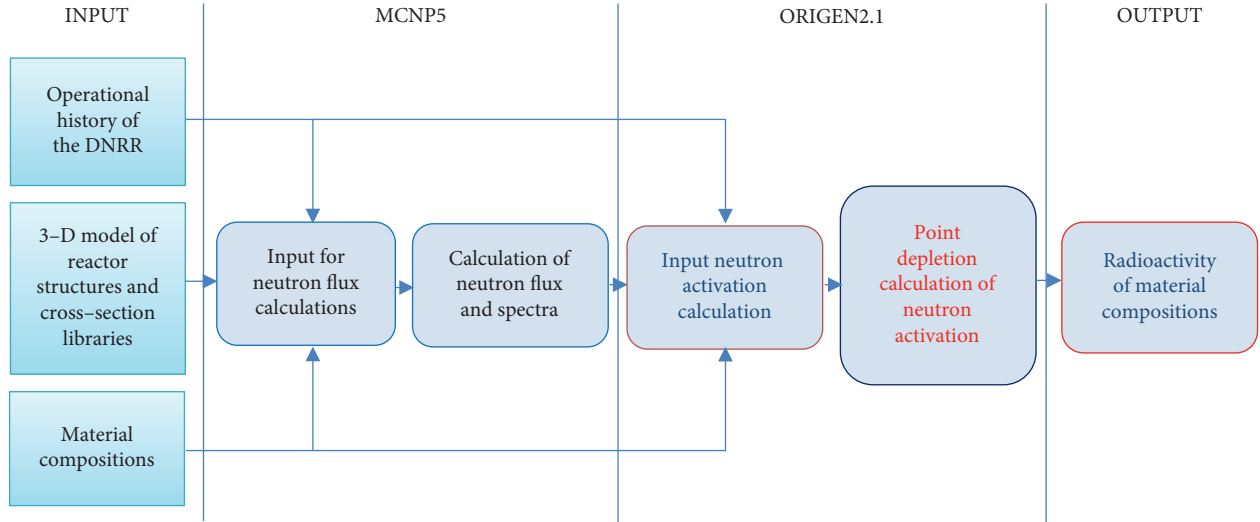 INPUT
MCNP5
ORIGEN2.1
OUTPUT
Operational
history of
the DNRR
3–D model of
reactor
structures and
cross–section
libraries
Material
compositions
Input for
neutron flux
calculations
Calculation of
neutron flux
and spectra
Input neutron
activation
calculation
Point
depletion
calculation of
neutron
activation
Radioactivity
of material
compositions